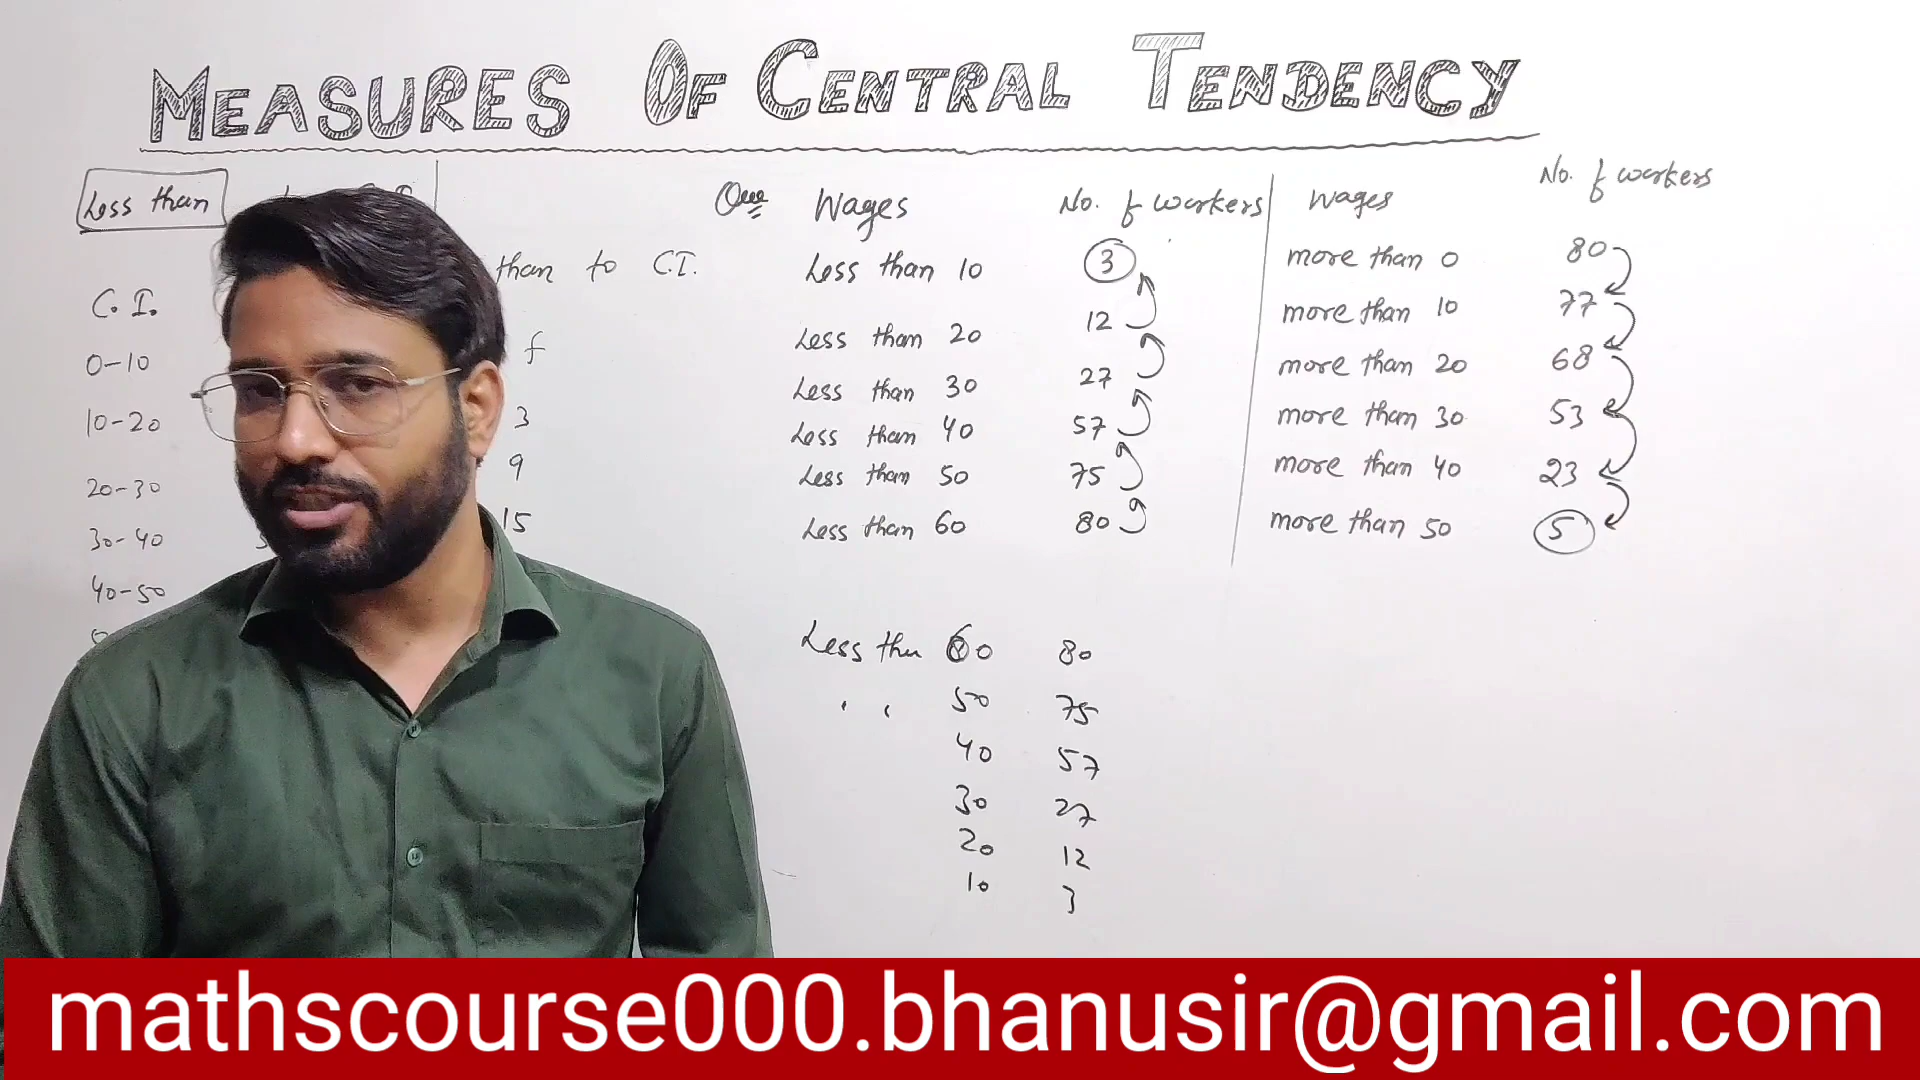 MEASURES OF CENTRAL TENDENCY
Less than
than to C.I.
C.I.
f
0-10
10-20 3
20-30 9
30-40 15
40-50
Que Wages No. of workers
Less than 10 3
Less than 20 12
Less than 30 27
Less than 40 57
Less than 50 75
Less than 60 80
Wages No. of workers
more than 0 80
more than 10 77
more than 20 68
more than 30 53
more than 40 23
more than 50 5
Less than 60 80
" " 50 75
40 57
30 27
20 12
10 3
mathscourse000.bhanusir@gmail.com